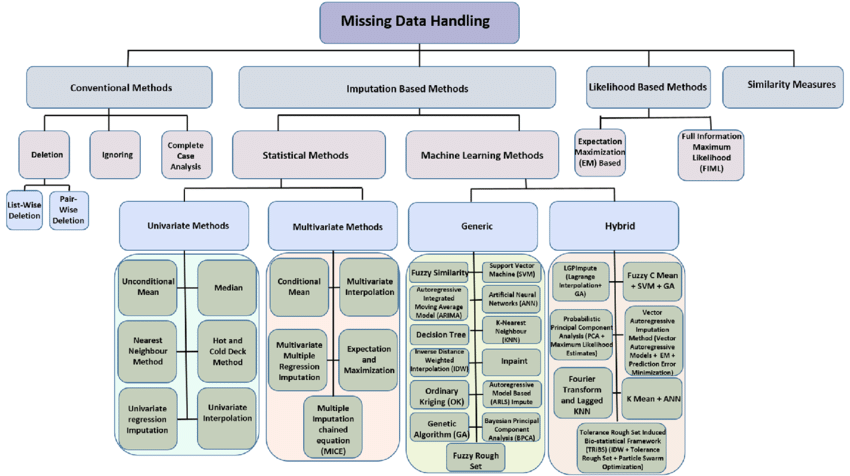 Missing Data Handling
Conventional Methods
Imputation Based Methods
Likelihood Based Methods
Similarity Measures
Deletion
Ignoring
Complete
Case
Analysis
Statistical Methods
Machine Learning Methods
Expectation
Maximization
(EM) Based
Full Information
Maximum
Likelihood
(FIML)
List-Wise
Deletion
Pair-
Wise
Deletion
Univariate Methods
Multivariate Methods
Generic
Hybrid
Unconditional
Mean
Median
Nearest
Neighbour
Method
Hot and
Cold Deck
Method
Univariate
regression
Imputation
Univariate
Interpolation
Conditional
Mean
Multivariate
Interpolation
Multivariate
Multiple
Regression
Imputation
Expectation
and
Maximization
Multiple
Imputation
chained
equation
(MICE)
Fuzzy Similarity
Support Vector
Machine (SVM)
Autoregressive
Integrated
Moving Average
Model (ARIMA)
Artificial Neural
Networks (ANN)
Decision Tree
K-Nearest
Neighbour
(KNN)
Inverse Distance
Weighted
Interpolation (IDW)
Inpaint
Ordinary
Kriging (OK)
Autoregressive
Model Based
(ARLS) Impute
Genetic
Algorithm (GA)
Bayesian Principal
Component
Analysis (BPCA)
Fuzzy Rough
Set
LGPImpute
(Lagrange
Interpolation+
GA)
Fuzzy C Mean
+ SVM + GA
Probabilistic
Principal Component
Analysis (PCA +
Maximum Likelihood
Estimates)
Vector
Autoregressive
Imputation
Method (Vector
Autoregressive
Models + EM +
Prediction Error
Minimization)
Fourier
Transform
and Lagged
KNN
K Mean + ANN
Tolerance Rough Set Induced
Bio-statistical Framework
(TRIBS) (IDW + Tolerance
Rough Set + Particle Swarm
Optimization)